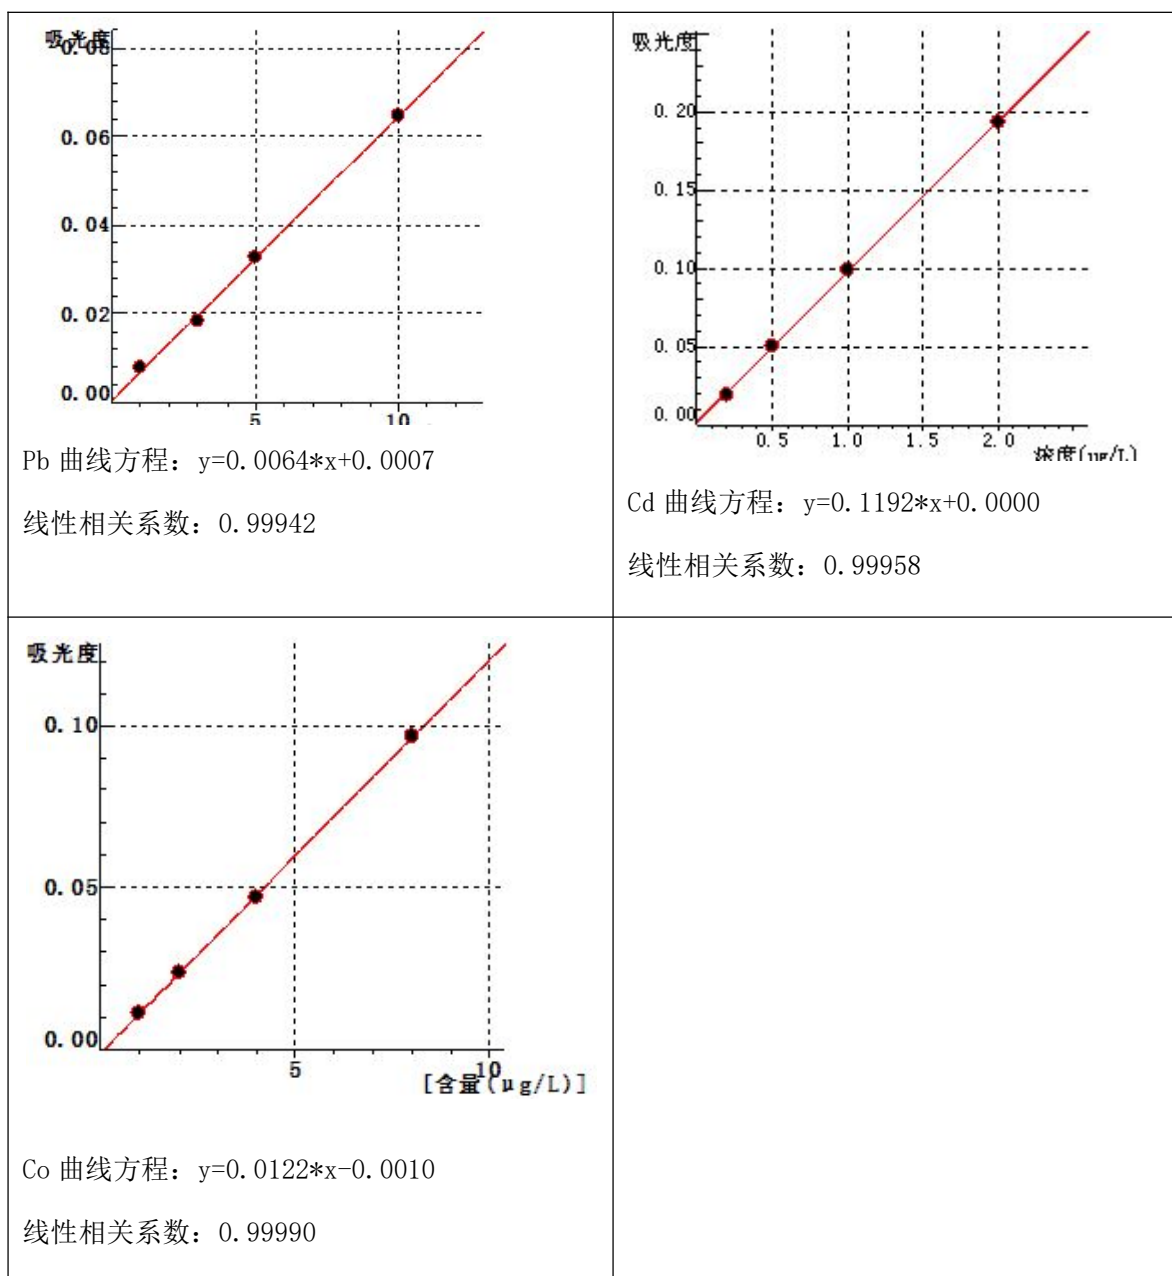 吸光度
0.08
0.06
0.04
0.02
0.00
5
10
Pb 曲线方程：y=0.0064*x+0.0007
线性相关系数：0.99942
吸光度
0.20
0.15
0.10
0.05
0.00
0.5 1.0 1.5 2.0
浓度(ug/L)
Cd 曲线方程：y=0.1192*x+0.0000
线性相关系数：0.99958
吸光度
0.10
0.05
0.00
5
10
[含量(μg/L)]
Co 曲线方程：y=0.0122*x-0.0010
线性相关系数：0.99990